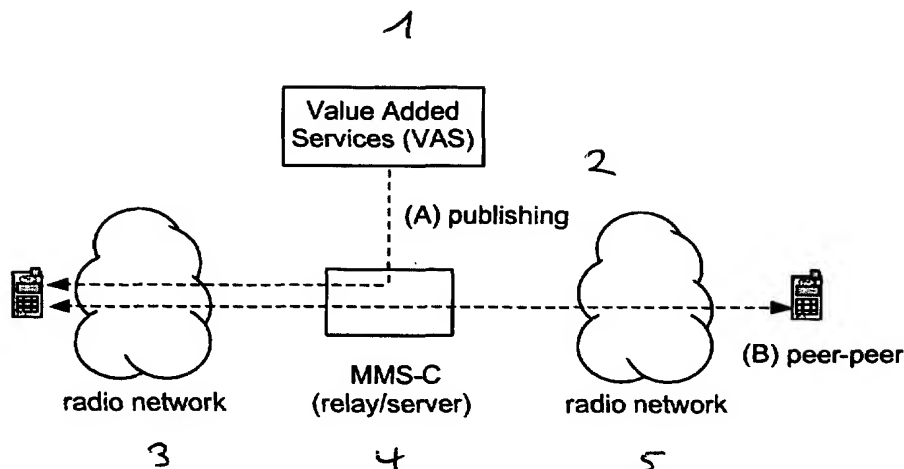 1
Value Added
Services (VAS)
2
(A) publishing
(B) peer-peer
radio network
MMS-C
(relay/server)
radio network
3
4
5